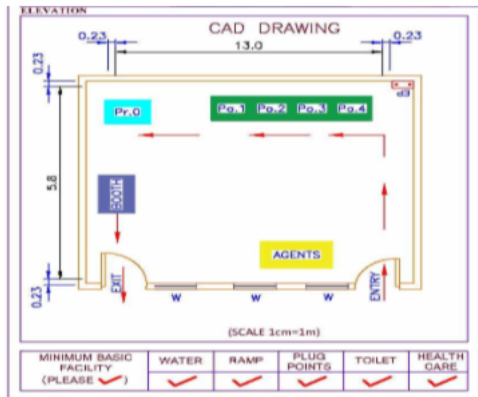 ELEVATION
CAD DRAWING
0.23 13.0 0.23
0.23
Pr.O Po.1 Po.2 Po.3 Po.4 dB
5.8
BOOTH
AGENTS
EXIT ENTRY
0.23
W W W
(SCALE 1cm=1m)
MINIMUM BASIC FACILITY (PLEASE ✓) WATER RAMP PLUG POINTS TOILET HEALTH CARE